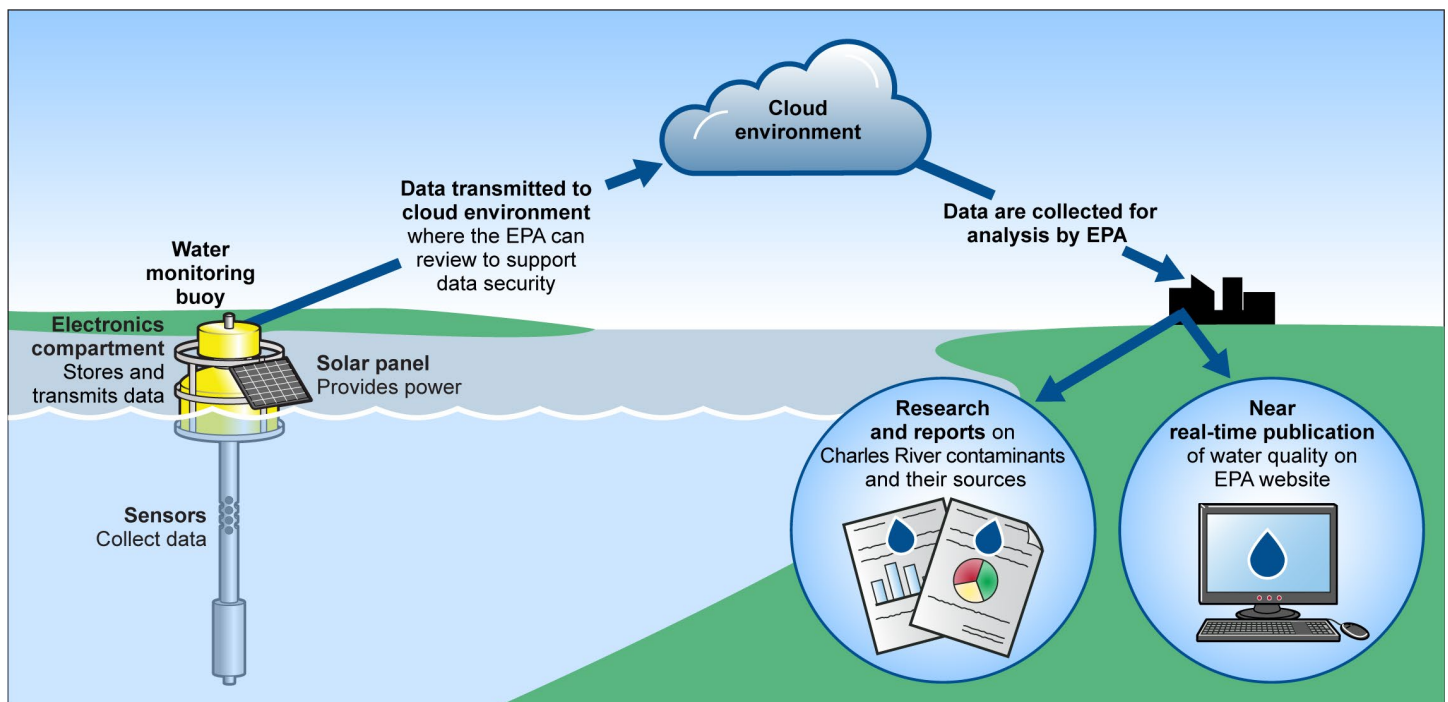 Cloud
environment
Data transmitted to
cloud environment
where the EPA can
review to support
data security
Data are collected for
analysis by EPA
Water
monitoring
buoy
Electronics
compartment
Stores and
transmits data
Solar panel
Provides power
Sensors
Collect data
Research
and reports on
Charles River contaminants
and their sources
Near
real-time publication
of water quality on
EPA website